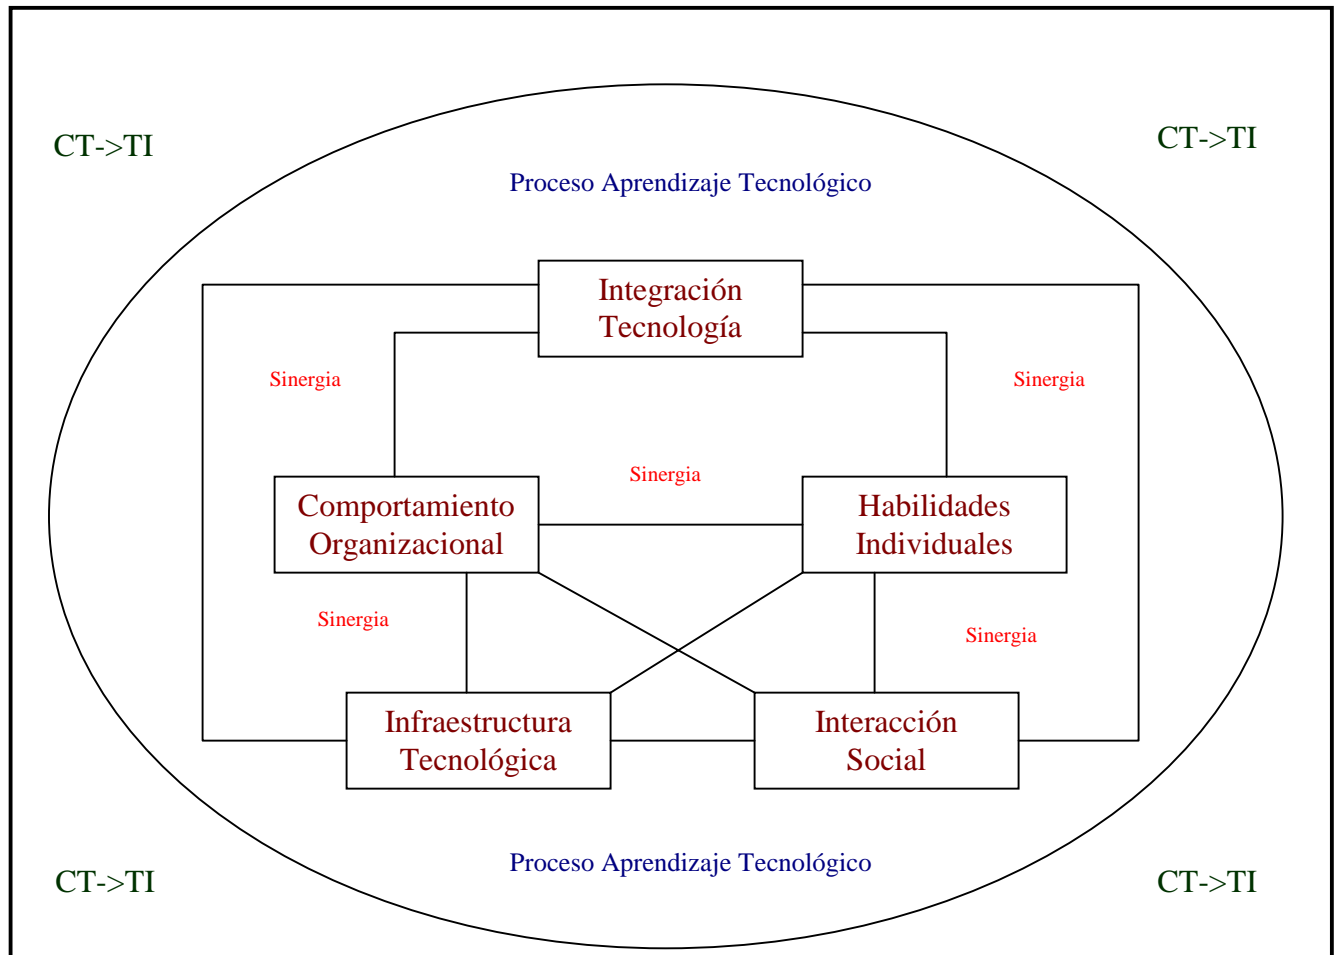 CT->TI
CT->TI
Proceso Aprendizaje Tecnológico
Integración
Tecnología
Sinergia
Sinergia
Sinergia
Comportamiento
Organizacional
Habilidades
Individuales
Sinergia
Sinergia
Infraestructura
Tecnológica
Interacción
Social
Proceso Aprendizaje Tecnológico
CT->TI
CT->TI